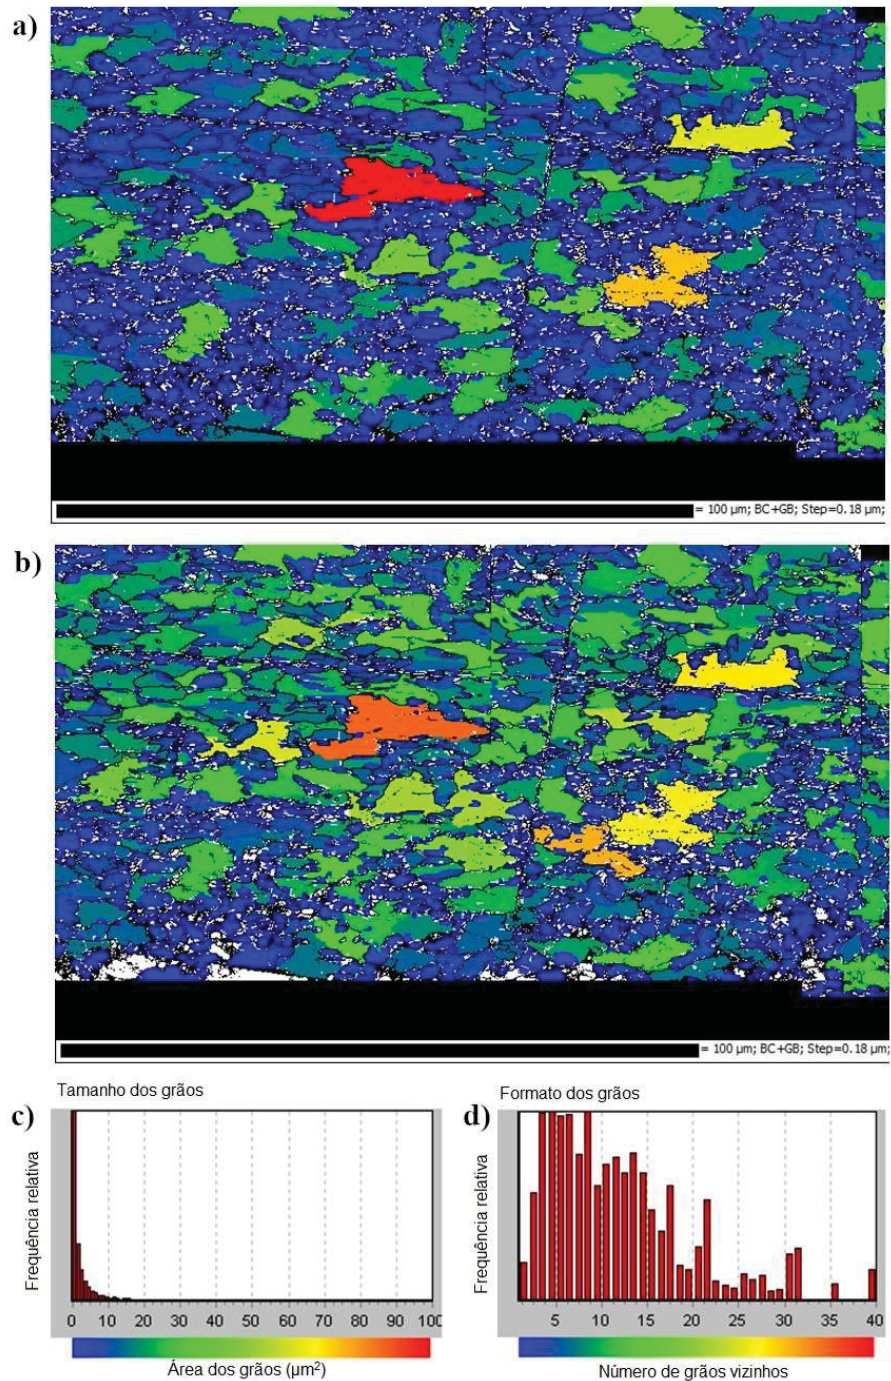 a)
= 100 µm; BC+GB; Step=0.18 µm;
b)
= 100 µm; BC+GB; Step=0.18 µm;
Tamanho dos grãos
c)
Frequência relativa
0 10 20 30 40 50 60 70 80 90 100
Área dos grãos (µm²)
Formato dos grãos
d)
Frequência relativa
5 10 15 20 25 30 35 40
Número de grãos vizinhos